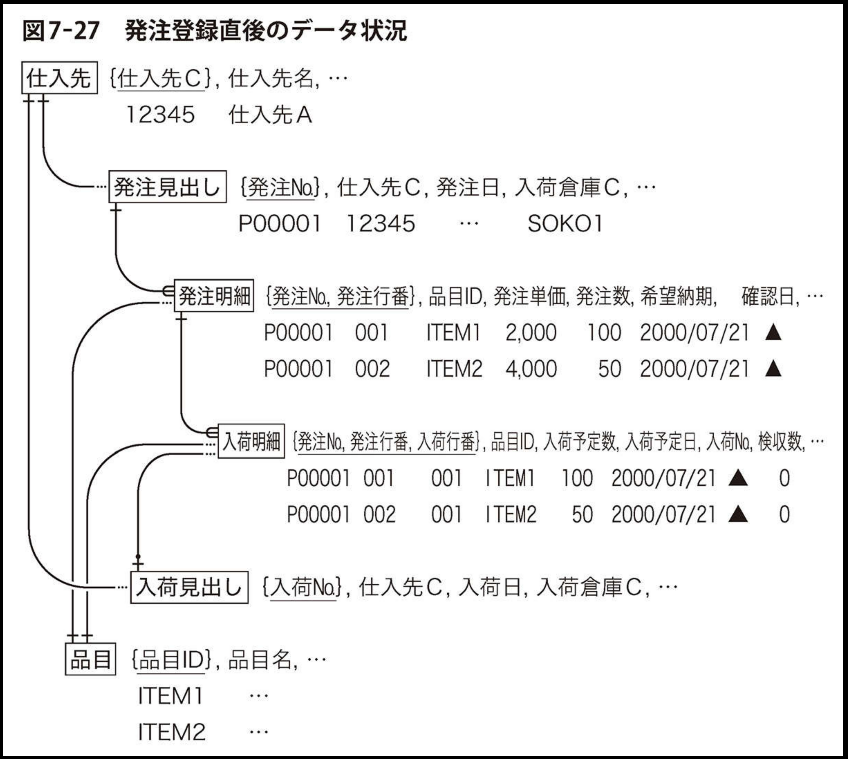 図7-27 発注登録直後のデータ状況
仕入先 {仕入先C}, 仕入先名, …
12345 仕入先A
発注見出し {発注No.}, 仕入先C, 発注日, 入荷倉庫C, …
P00001 12345 … SOKO1
発注明細 {発注No, 発注行番}, 品目ID, 発注単価, 発注数, 希望納期, 確認日, …
P00001 001 ITEM1 2,000 100 2000/07/21 ▲
P00001 002 ITEM2 4,000 50 2000/07/21 ▲
入荷明細 {発注No, 発注行番, 入荷行番}, 品目ID, 入荷予定数, 入荷予定日, 入荷No, 検収数, …
P00001 001 001 ITEM1 100 2000/07/21 ▲ 0
P00001 002 001 ITEM2 50 2000/07/21 ▲ 0
入荷見出し {入荷No.}, 仕入先C, 入荷日, 入荷倉庫C, …
品目 {品目ID}, 品目名, …
ITEM1 …
ITEM2 …